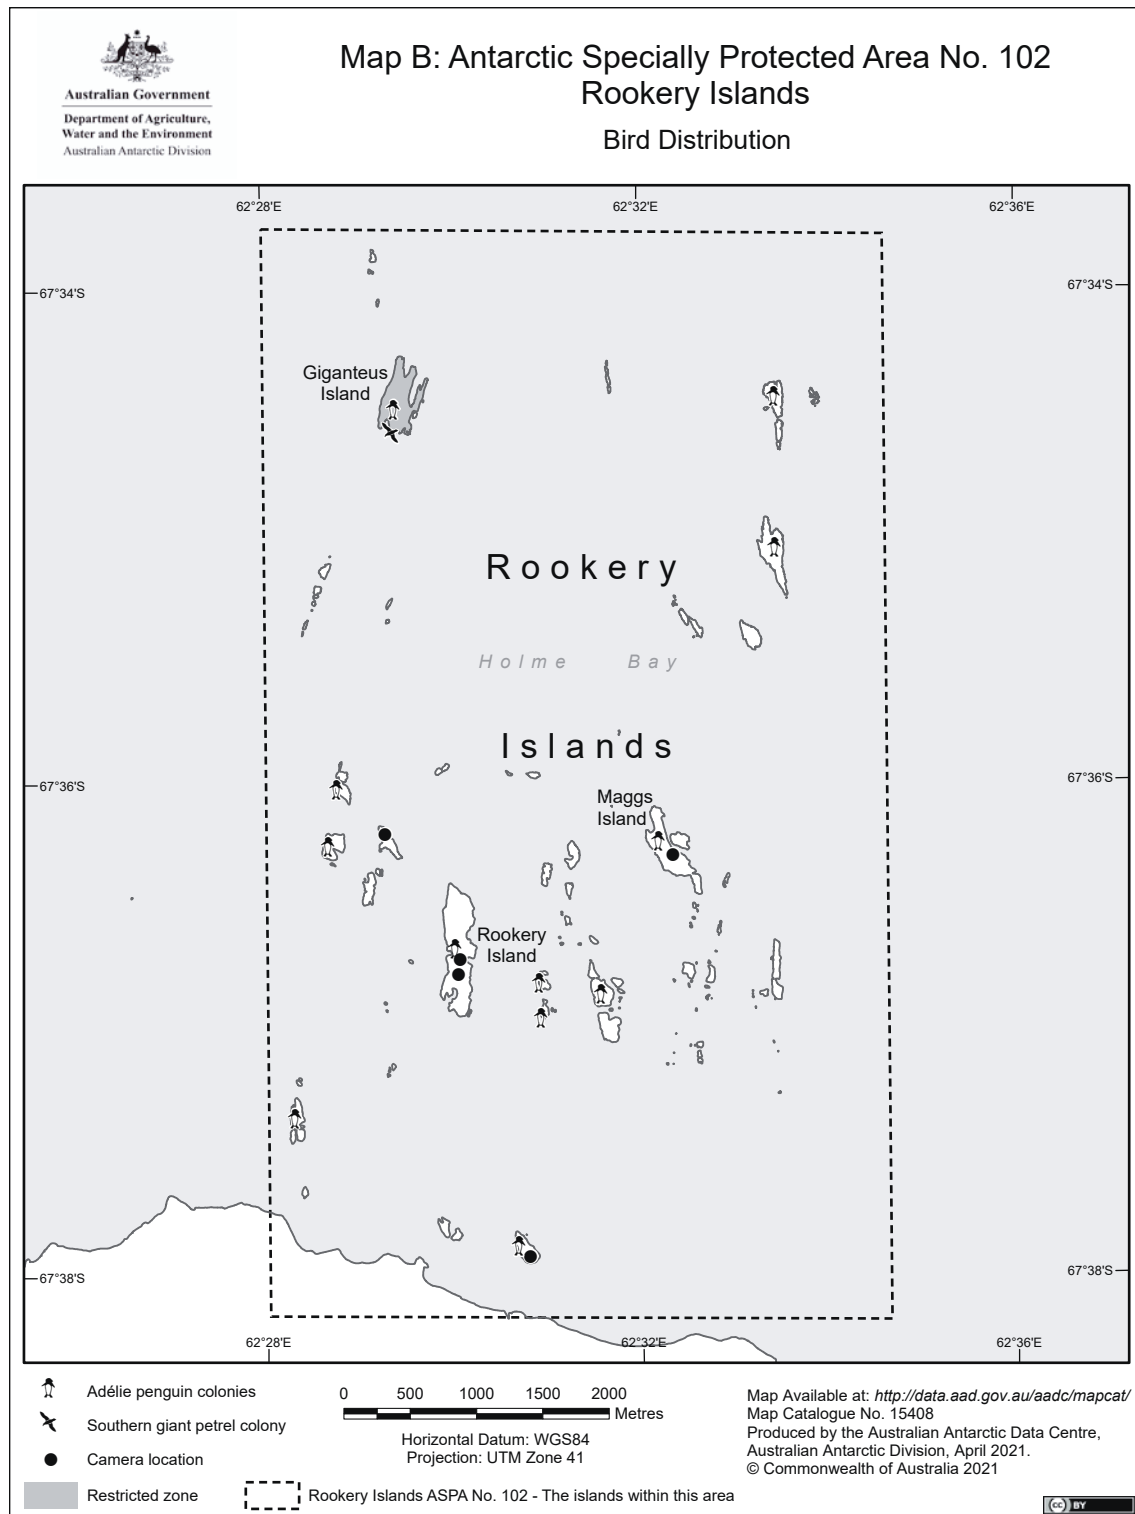 Map B: Antarctic Specially Protected Area No. 102
Rookery Islands
Bird Distribution
Australian Government
Department of Agriculture,
Water and the Environment
Australian Antarctic Division
62°28'E
62°32'E
62°36'E
67°34'S
67°34'S
Giganteus
Island
Rookery
Holme Bay
Islands
67°36'S
67°36'S
Maggs
Island
Rookery
Island
67°38'S
67°38'S
62°28'E
62°32'E
62°36'E
Adélie penguin colonies
Southern giant petrel colony
Camera location
Restricted zone
0 500 1000 1500 2000
Metres
Horizontal Datum: WGS84
Projection: UTM Zone 41
Rookery Islands ASPA No. 102 - The islands within this area
Map Available at: http://data.aad.gov.au/aadc/mapcat/
Map Catalogue No. 15408
Produced by the Australian Antarctic Data Centre,
Australian Antarctic Division, April 2021.
© Commonwealth of Australia 2021
cc BY